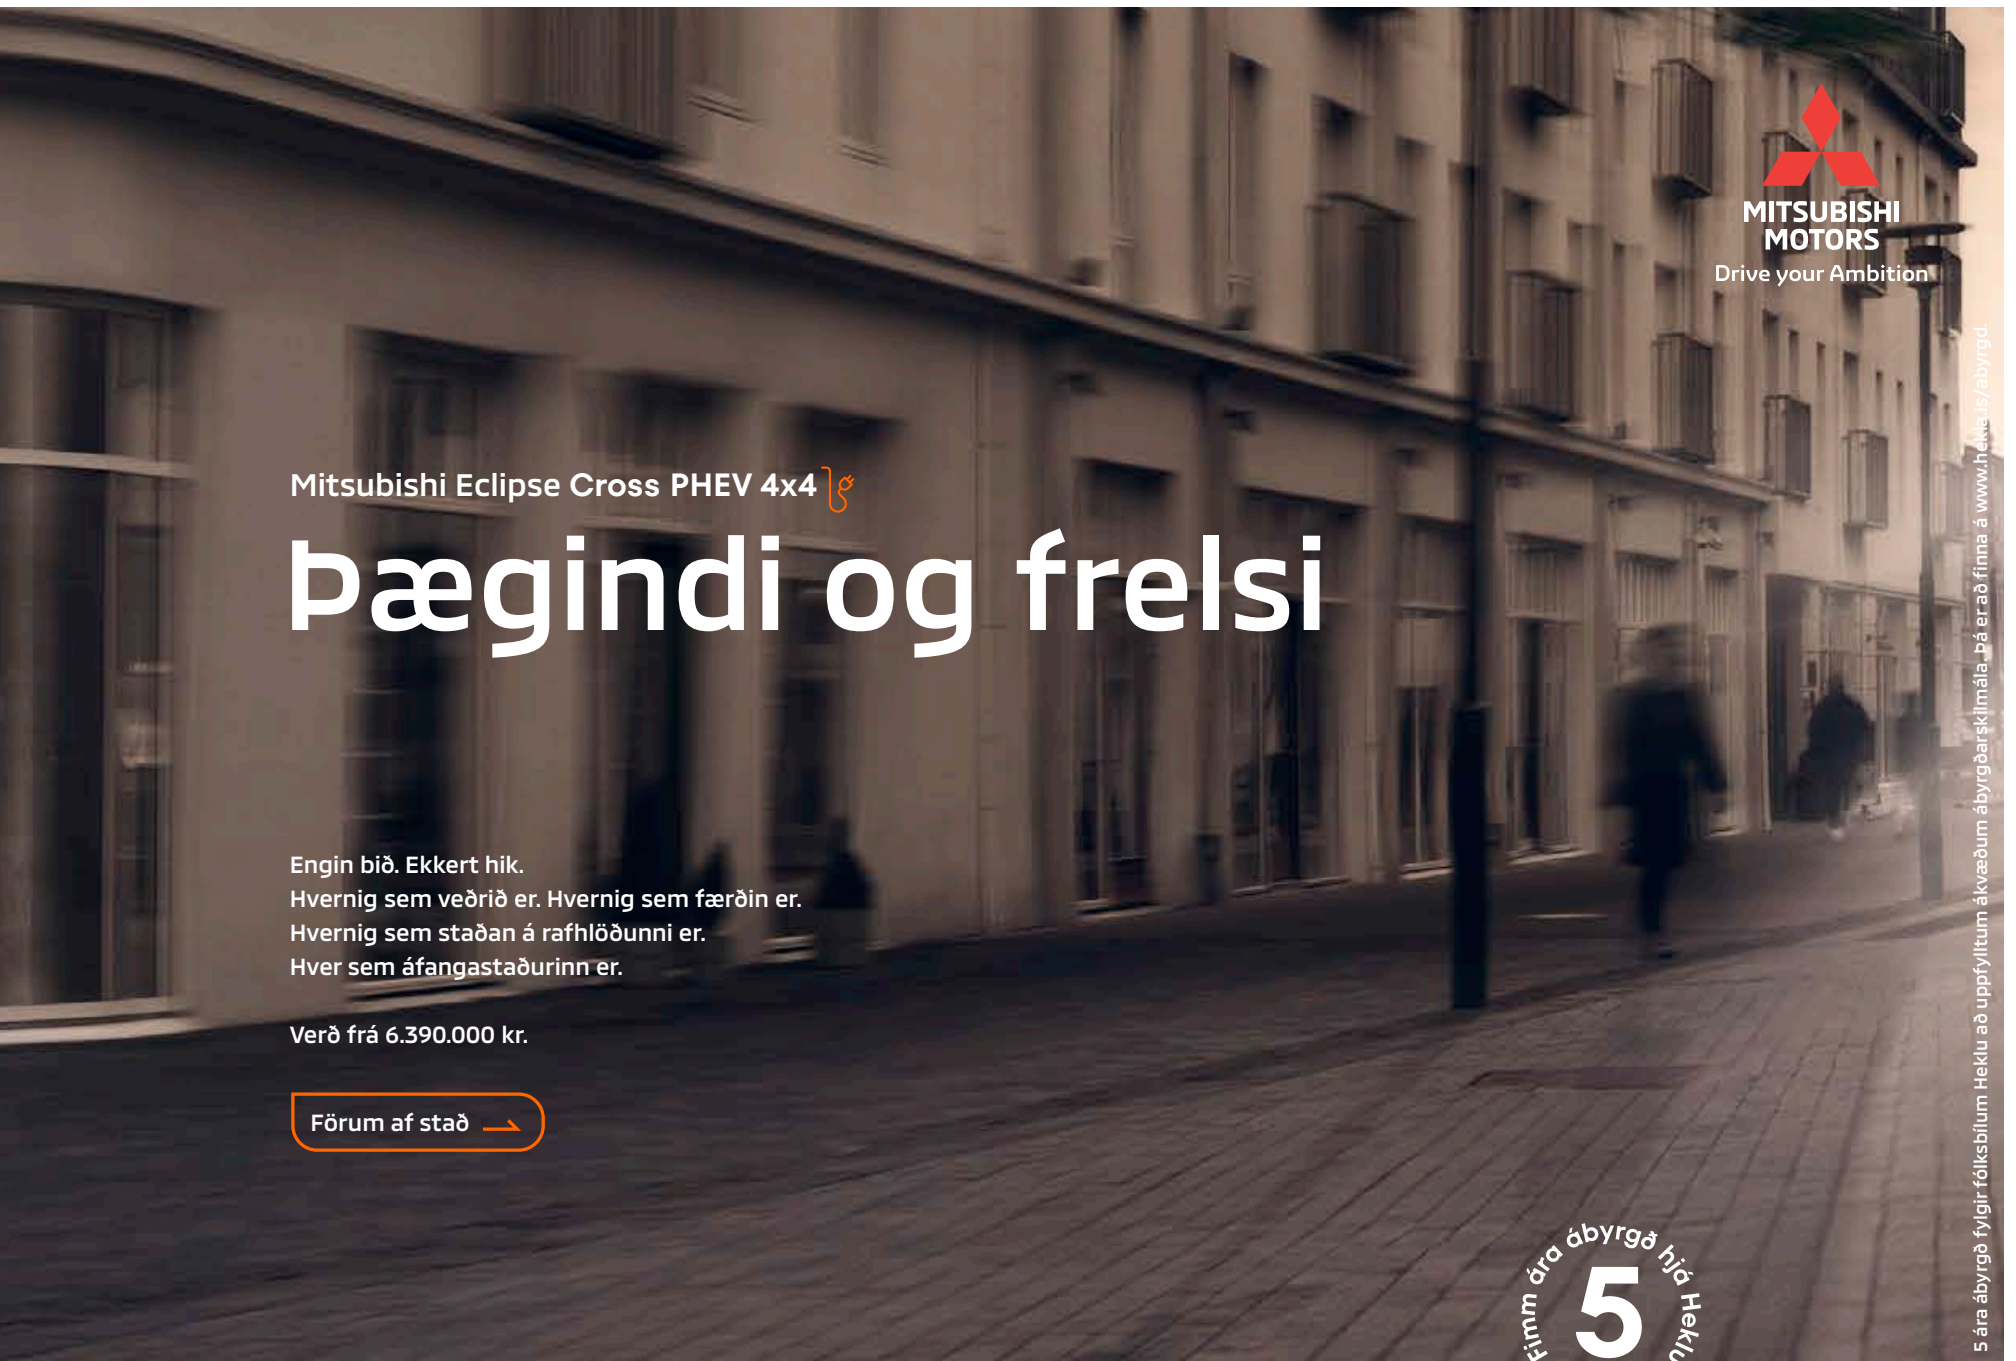 MITSUBISHI
MOTORS
Drive your Ambition
Mitsubishi Eclipse Cross PHEV 4x4
Þægindi og frelsi
Engin bið. Ekkert hik.
Hvernig sem veðrið er. Hvernig sem færðin er.
Hvernig sem staðan á rafhlöðunni er.
Hver sem áfangastaðurinn er.
Verð frá 6.390.000 kr.
Förum af stað
Fimm ára ábyrgð hjá Heklu
5
5 ára ábyrgð fylgir fólksbílum Heklu að uppfylltum ákvæðum ábyrgðarskilmála. Þá er að finna á www.hekla.is/abyrgd.